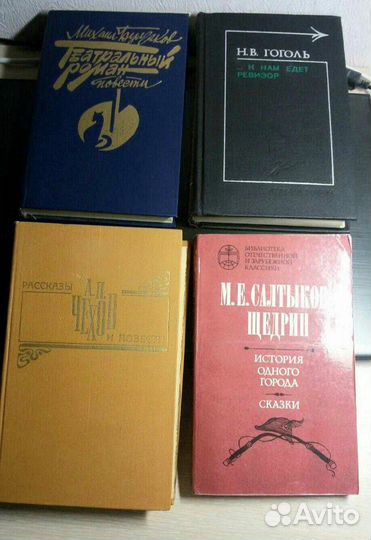 Михаил Булгаков
Театральный
роман
повести
Н.В. ГОГОЛЬ
... К НАМ ЕДЕТ
РЕВИЗОР
РАССКАЗЫ
А.П.
ЧЕХОВ
И ПОВЕСТИ
БИБЛИОТЕКА
ОТЕЧЕСТВЕННОЙ
И ЗАРУБЕЖНОЙ
КЛАССИКИ
М.Е.САЛТЫКОВ
ЩЕДРИН
ИСТОРИЯ
ОДНОГО
ГОРОДА
СКАЗКИ
Avito